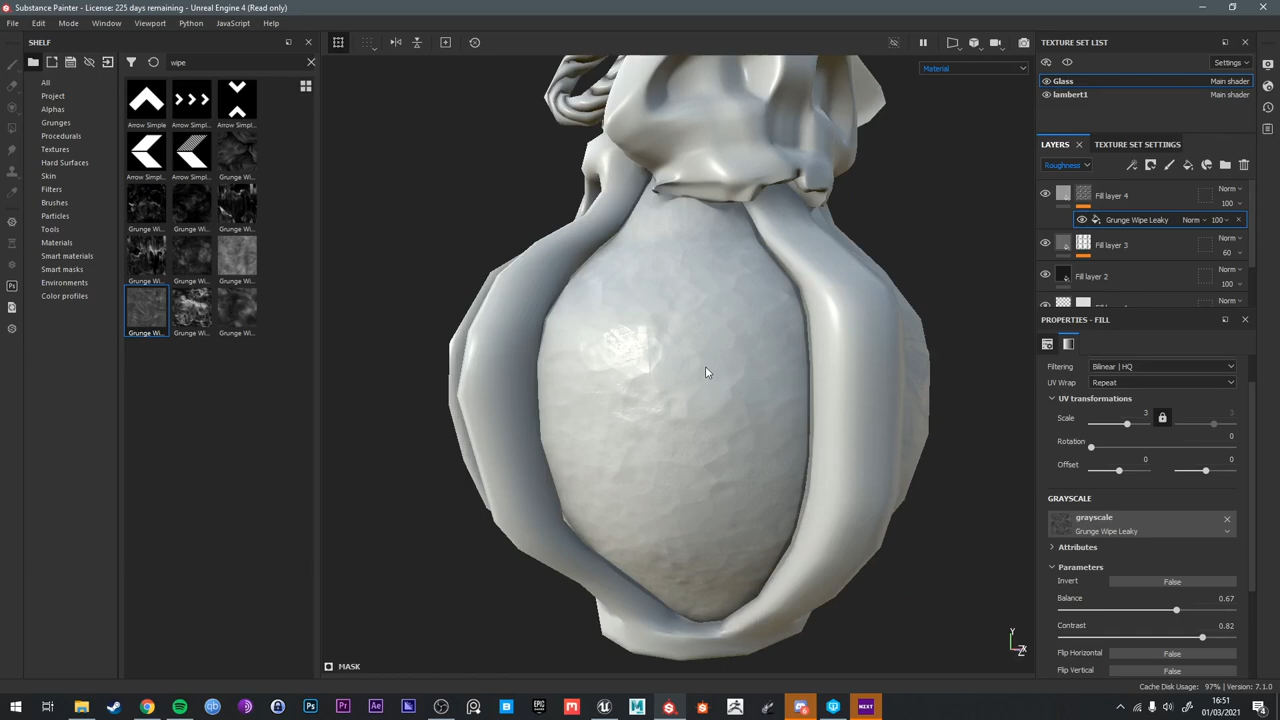 Substance Painter - License: 225 days remaining - Unreal Engine 4 (Read only)
File Edit Mode Window Viewport Python JavaScript Help
SHELF
wipe
All
Project
Alphas
Grunges
Procedurals
Textures
Hard Surfaces
Skin
Filters
Brushes
Particles
Tools
Materials
Smart materials
Smart masks
Environments
Color profiles
Arrow Simple Arrow Simpl... Arrow Simpl...
Arrow Simpl... Arrow Simpl... Grunge Wi...
Grunge Wi... Grunge Wi... Grunge Wi...
Grunge Wi... Grunge Wi... Grunge Wi...
Grunge Wi... Grunge Wi... Grunge Wi...
Material
Y
Z
MASK
TEXTURE SET LIST
Settings
Glass Main shader
lambert1 Main shader
LAYERS TEXTURE SET SETTINGS
Roughness
Fill layer 4 Norm
100
Grunge Wipe Leaky Norm 100
Fill layer 3 Norm
60
Fill layer 2 Norm
100
Norm
PROPERTIES - FILL
Filtering Bilinear | HQ
UV Wrap Repeat
UV transformations
Scale 3 3
Rotation 0
Offset 0 0
GRAYSCALE
grayscale
Grunge Wipe Leaky
Attributes
Parameters
Invert False
Balance 0.67
Contrast 0.82
Flip Horizontal False
Flip Vertical False
Cache Disk Usage: 97% | Version: 7.1.0
16:51
01/03/2021